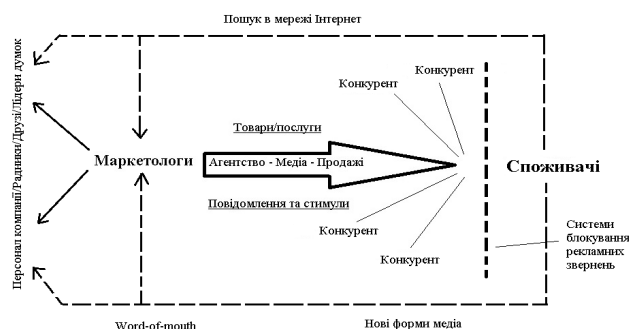 Пошук в мережі Інтернет
Персонал компанії/Радники/Друзі/Лідери думок
Конкурент
Конкурент
Товари/послуги
Маркетологи
Агентство - Медіа - Продажі
Споживачі
Повідомлення та стимули
Конкурент
Конкурент
Системи
блокування
рекламних
звернень
Word-of-mouth
Нові форми медіа